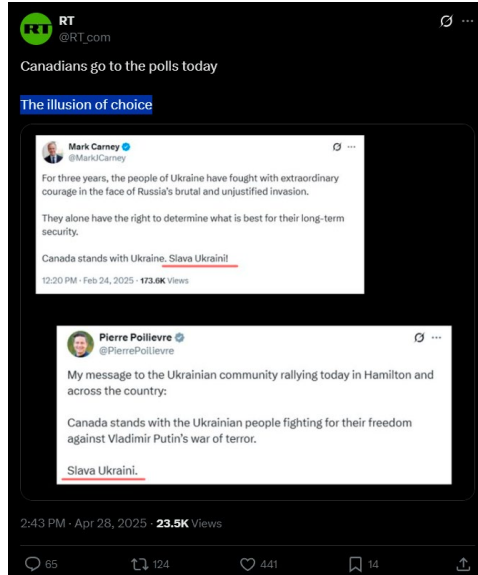 RT
RT
@RT_com
Canadians go to the polls today
The illusion of choice
Mark Carney
@MarkJCarney
For three years, the people of Ukraine have fought with extraordinary
courage in the face of Russia's brutal and unjustified invasion.
They alone have the right to determine what is best for their long-term
security.
Canada stands with Ukraine. Slava Ukraini!
12:20 PM · Feb 24, 2025 · 173.6K Views
Pierre Poilievre
@PierrePoilievre
My message to the Ukrainian community rallying today in Hamilton and
across the country:
Canada stands with the Ukrainian people fighting for their freedom
against Vladimir Putin's war of terror.
Slava Ukraini.
2:43 PM · Apr 28, 2025 · 23.5K Views
65 124 441 14